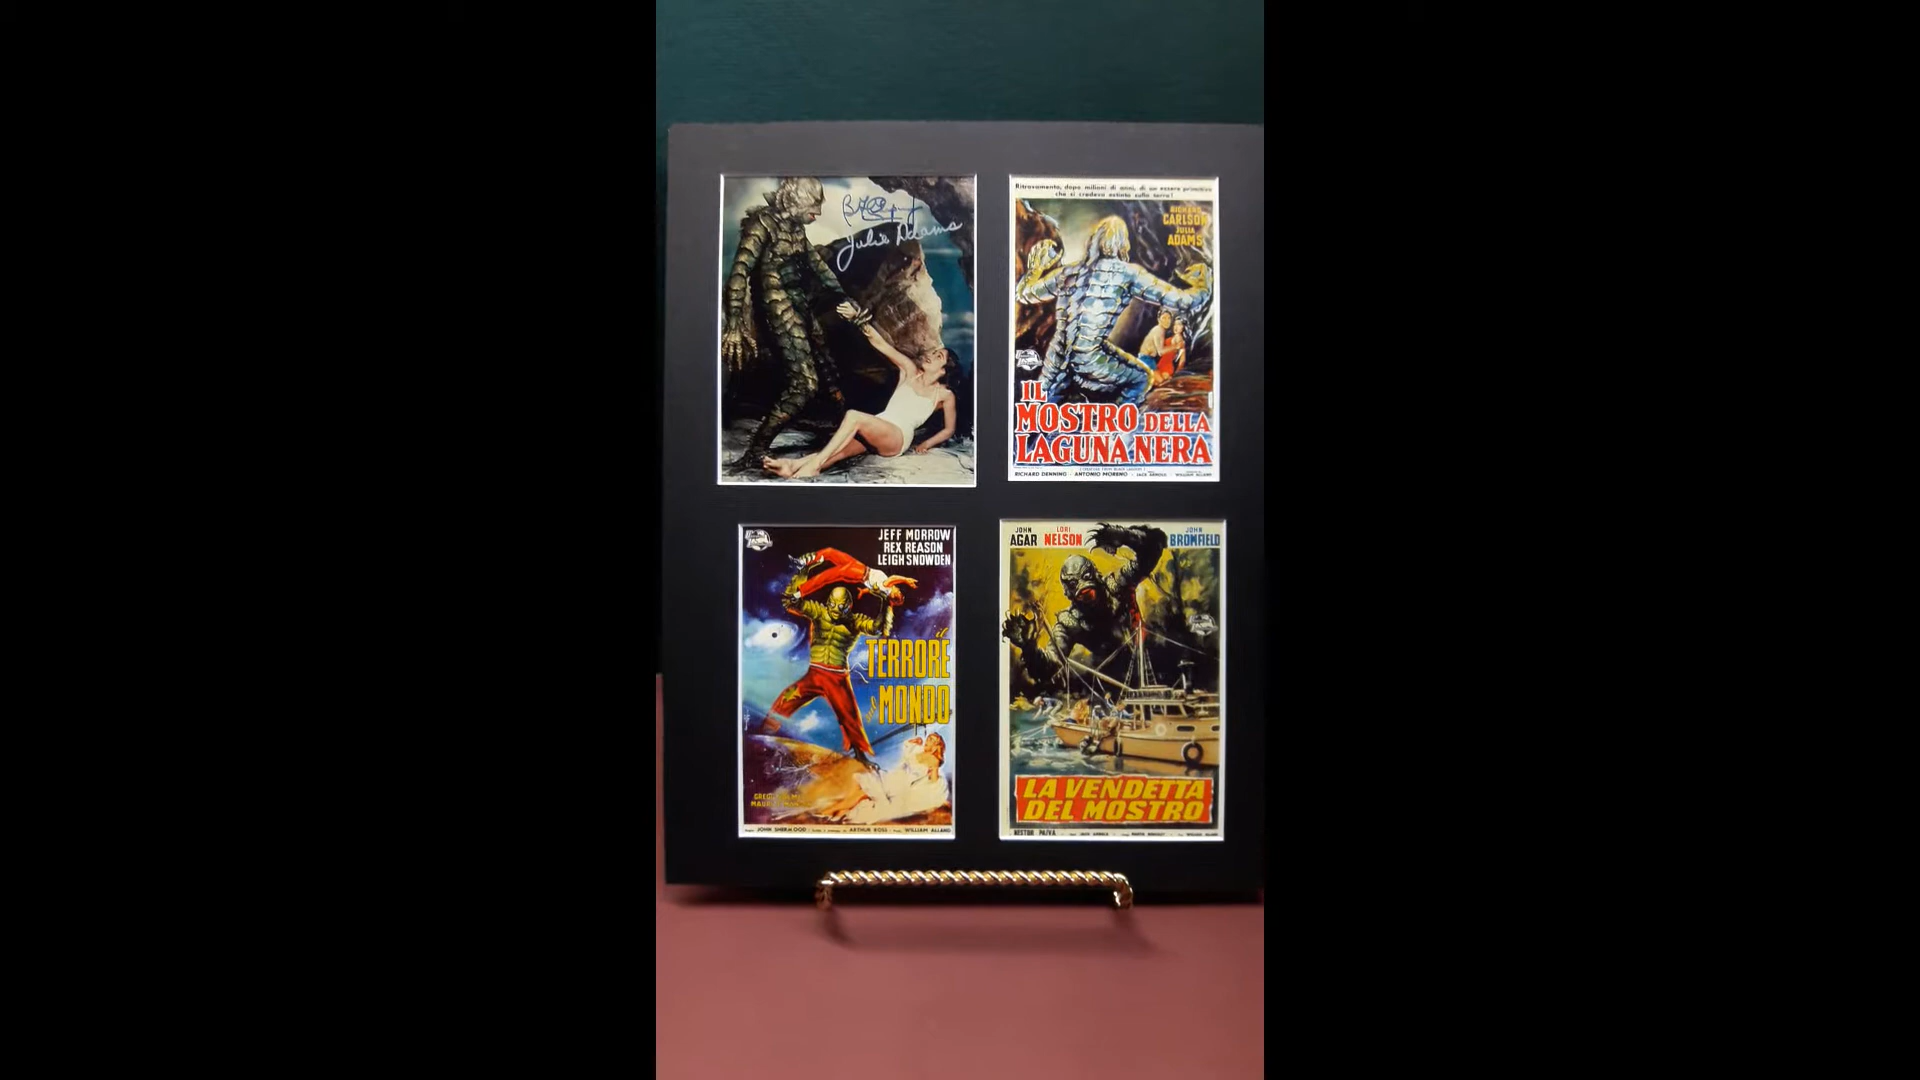 Julie Adams
Ritrovamento, dopo milioni di anni, di un essere primitivo
che si credeva estinto sulla terra!
RICHARD
CARLSON
JULIA
ADAMS
IL
MOSTRO DELLA
LAGUNA NERA
RICHARD DENNING - ANTONIO MORENO - JACK ARNOLD - WILLIAM ALLAND
JEFF MORROW
REX REASON
LEIGH SNOWDEN
il
TERRORE
sul MONDO
JOHN SHERWOOD ARTHUR ROSS WILLIAM ALLAND
JOHN AGAR LORI NELSON JOHN BROMFIELD
LA VENDETTA
DEL MOSTRO
NESTOR PAIVA JACK ARNOLD WILLIAM ALLAND